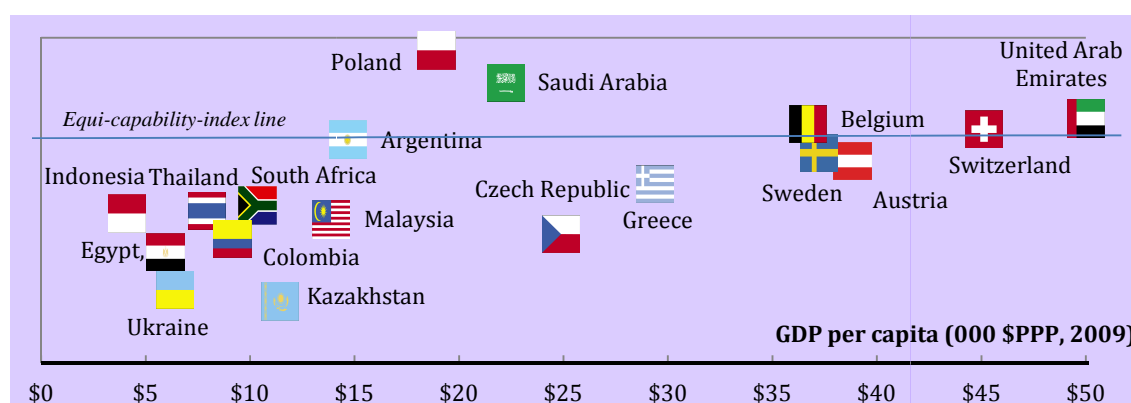 United Arab
Emirates
Poland
Saudi Arabia
Equi-capability-index line
Belgium
Argentina
Switzerland
Indonesia
Thailand
South Africa
Czech Republic
Sweden
Austria
Malaysia
Greece
Egypt,
Colombia
Kazakhstan
Ukraine
GDP per capita (000 $PPP, 2009)
$0 $5 $10 $15 $20 $25 $30 $35 $40 $45 $50